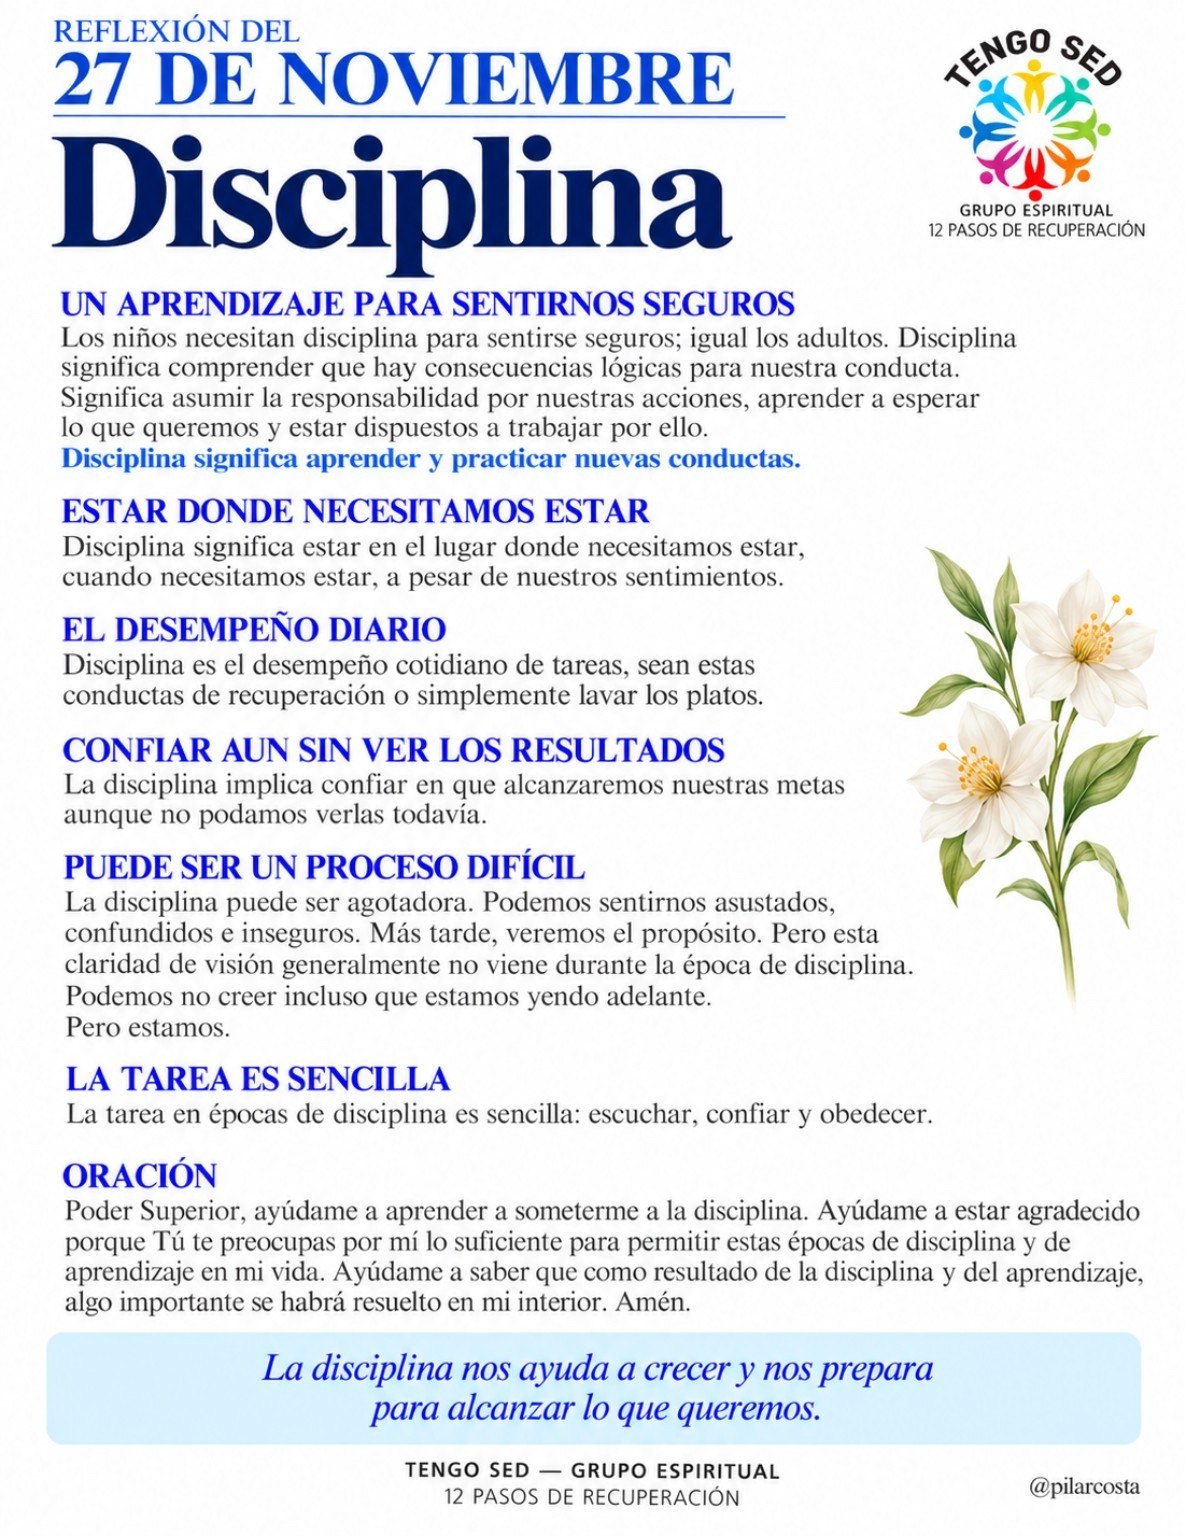 REFLEXIÓN DEL
27 DE NOVIEMBRE
Disciplina
TENGO SED
GRUPO ESPIRITUAL
12 PASOS DE RECUPERACIÓN
UN APRENDIZAJE PARA SENTIRNOS SEGUROS
Los niños necesitan disciplina para sentirse seguros; igual los adultos. Disciplina
significa comprender que hay consecuencias lógicas para nuestra conducta.
Significa asumir la responsabilidad por nuestras acciones, aprender a esperar
lo que queremos y estar dispuestos a trabajar por ello.
Disciplina significa aprender y practicar nuevas conductas.
ESTAR DONDE NECESITAMOS ESTAR
Disciplina significa estar en el lugar donde necesitamos estar,
cuando necesitamos estar, a pesar de nuestros sentimientos.
EL DESEMPEÑO DIARIO
Disciplina es el desempeño cotidiano de tareas, sean estas
conductas de recuperación o simplemente lavar los platos.
CONFIAR AUN SIN VER LOS RESULTADOS
La disciplina implica confiar en que alcanzaremos nuestras metas
aunque no podamos verlas todavía.
PUEDE SER UN PROCESO DIFÍCIL
La disciplina puede ser agotadora. Podemos sentirnos asustados,
confundidos e inseguros. Más tarde, veremos el propósito. Pero esta
claridad de visión generalmente no viene durante la época de disciplina.
Podemos no creer incluso que estamos yendo adelante.
Pero estamos.
LA TAREA ES SENCILLA
La tarea en épocas de disciplina es sencilla: escuchar, confiar y obedecer.
ORACIÓN
Poder Superior, ayúdame a aprender a someterme a la disciplina. Ayúdame a estar agradecido
porque Tú te preocupas por mí lo suficiente para permitir estas épocas de disciplina y de
aprendizaje en mi vida. Ayúdame a saber que como resultado de la disciplina y del aprendizaje,
algo importante se habrá resuelto en mi interior. Amén.
La disciplina nos ayuda a crecer y nos prepara
para alcanzar lo que queremos.
TENGO SED — GRUPO ESPIRITUAL
12 PASOS DE RECUPERACIÓN
@pilarcosta